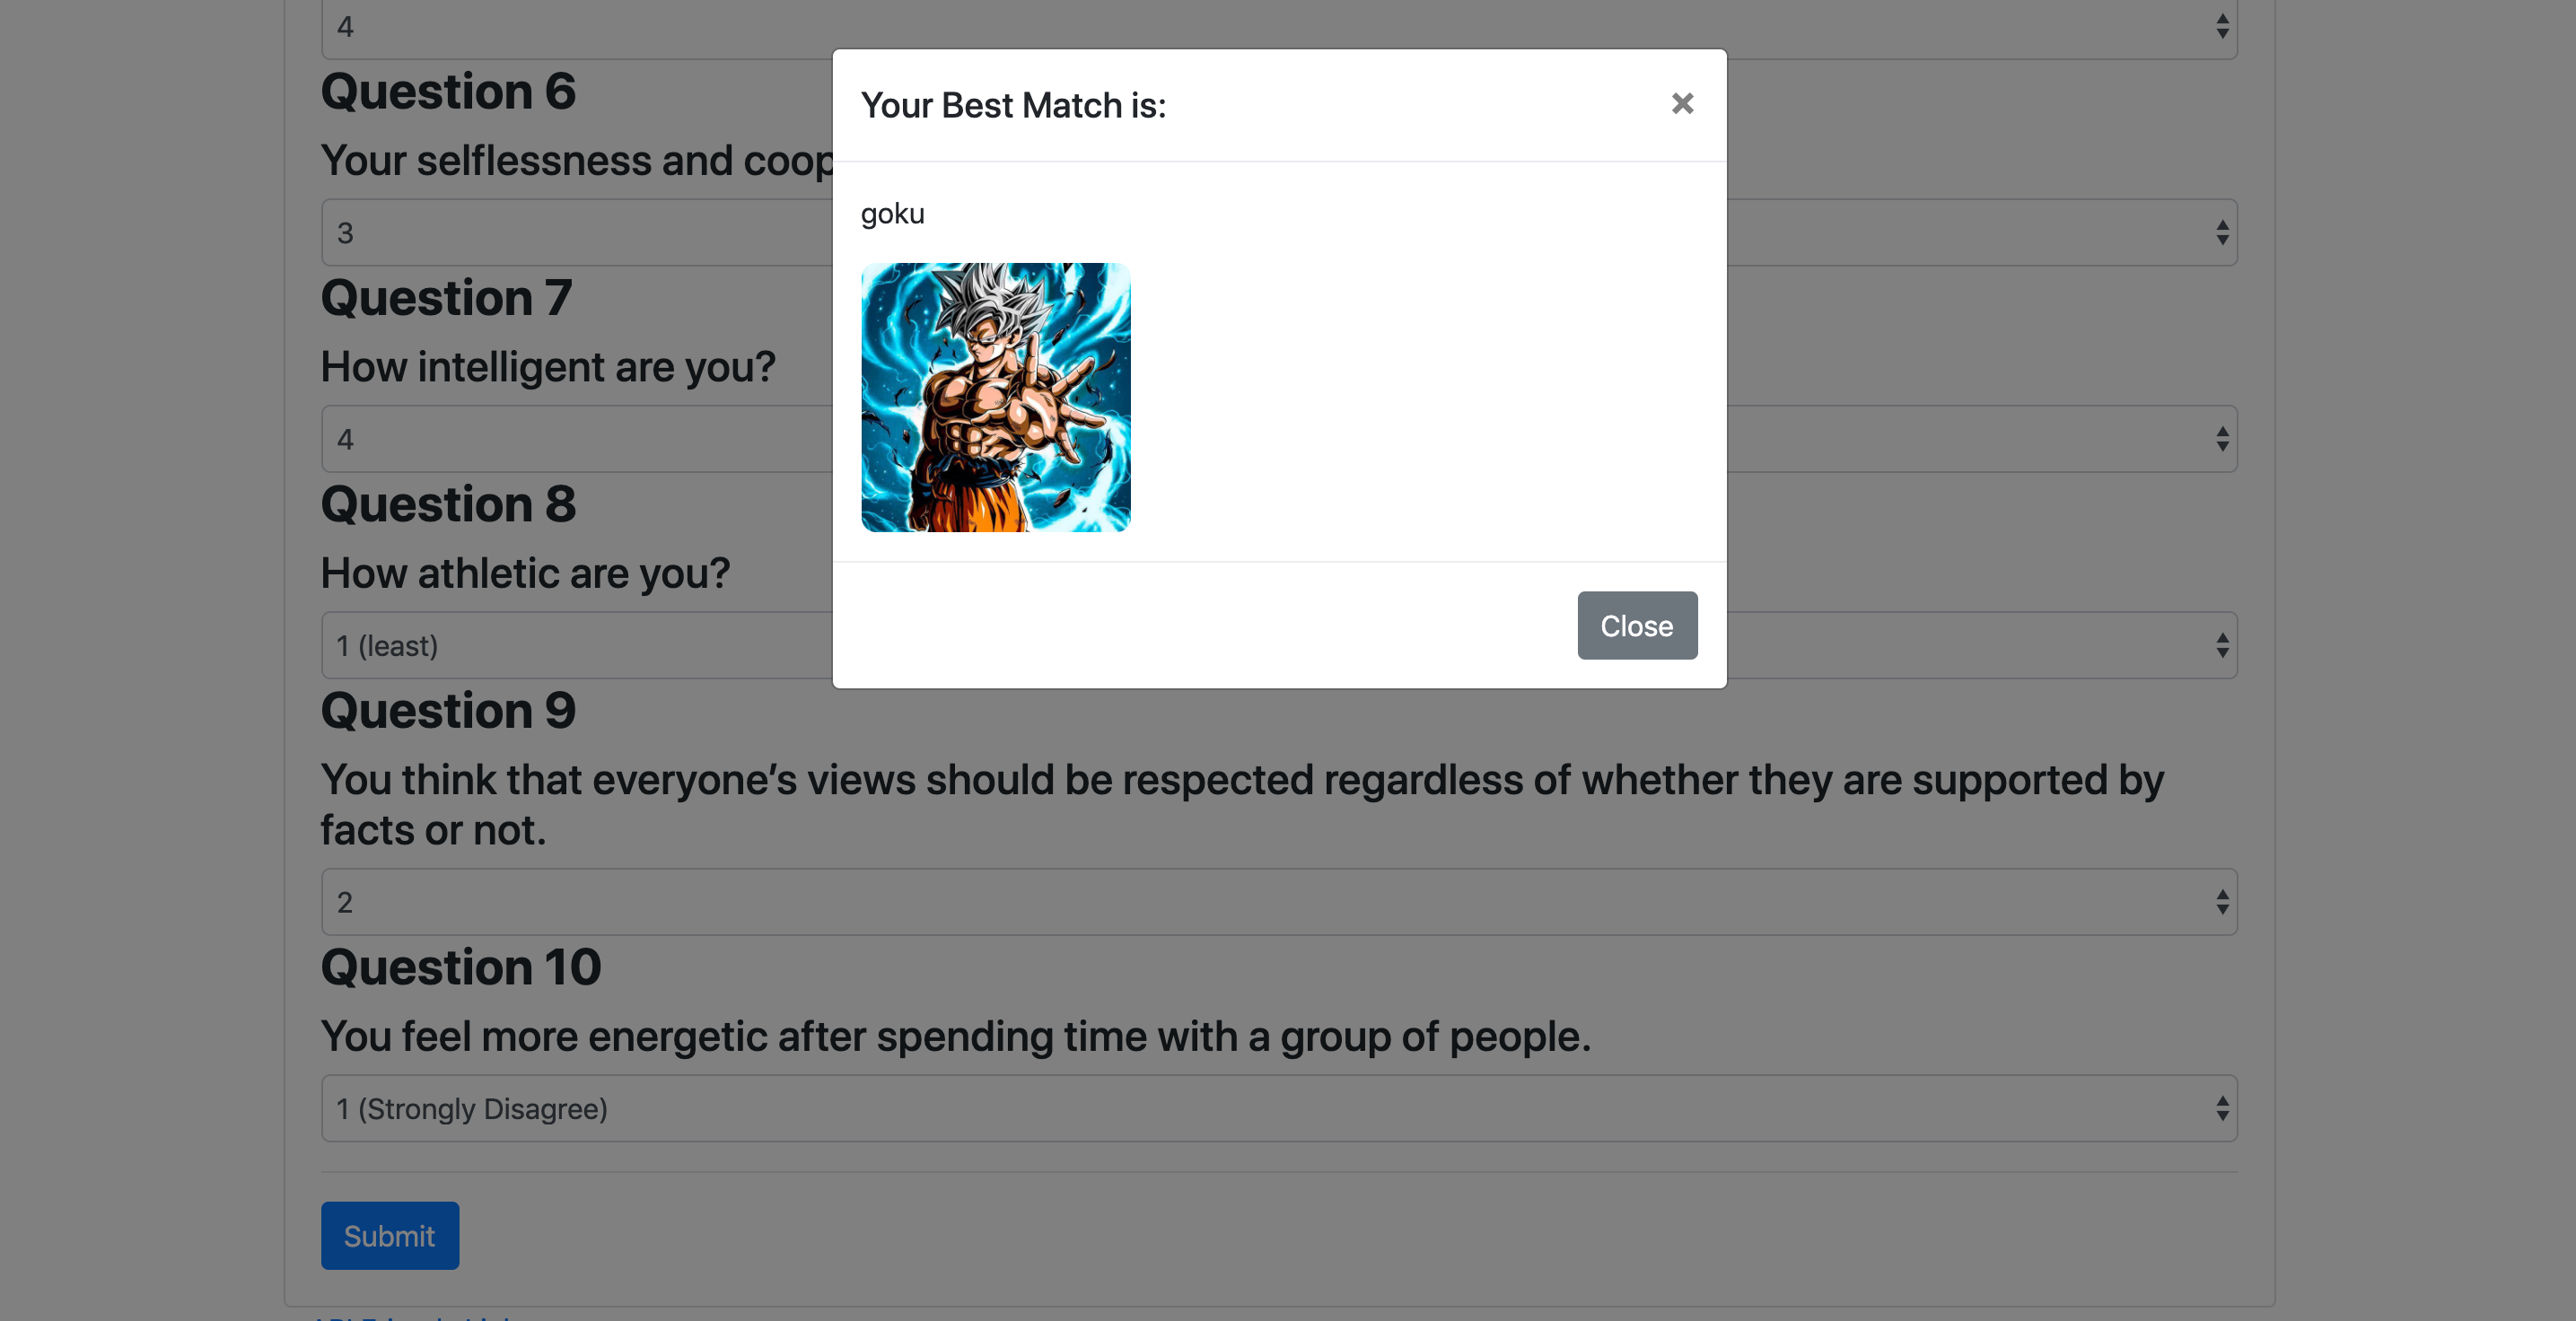 4
Question 6
Your selflessness and
3
Question 7
How intelligent are you?
4
Question 8
How athletic are you?
1 (least)
Question 9
You think that everyone’s views should be respected regardless of whether they are supported by
facts or not.
2
Question 10
You feel more energetic after spending time with a group of people.
1 (Strongly Disagree)
Submit
Your Best Match is:
×
goku
Close